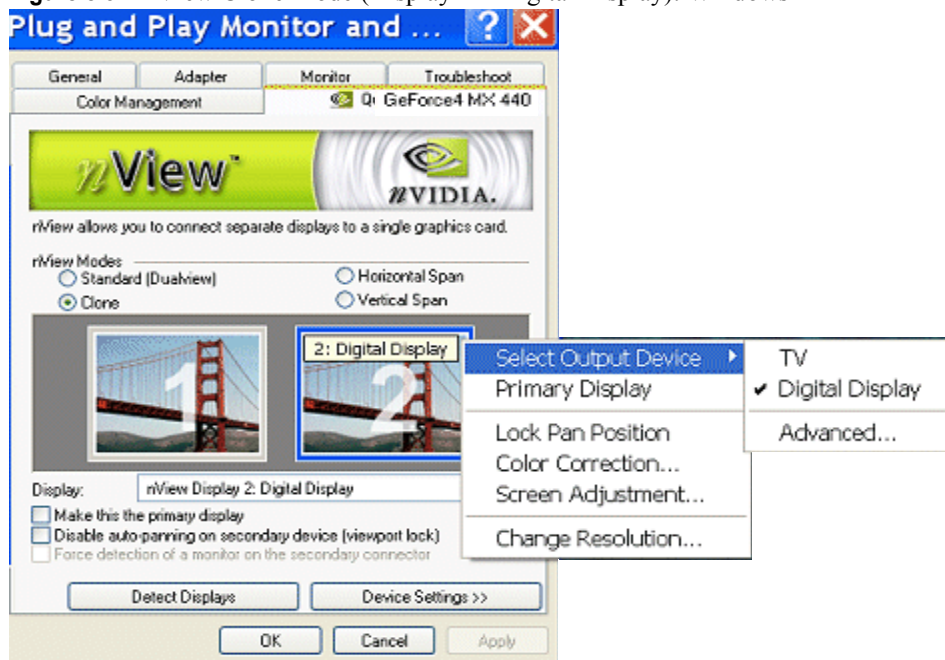 Plug and Play Monitor and ...
General Adapter Monitor Troubleshoot
Color Management GeForce4 MX 440
nView™
nVIDIA.
nView allows you to connect separate displays to a single graphics card.
nView Modes
Standard (Dualview) Horizontal Span
Clone Vertical Span
1 2
2: Digital Display
Select Output Device
Primary Display
Lock Pan Position
Color Correction...
Screen Adjustment...
Change Resolution...
TV
Digital Display
Advanced...
Display: nView Display 2: Digital Display
Make this the primary display
Disable auto-panning on secondary device (viewport lock)
Force detection of a monitor on the secondary connector
Detect Displays Device Settings >>
OK Cancel Apply